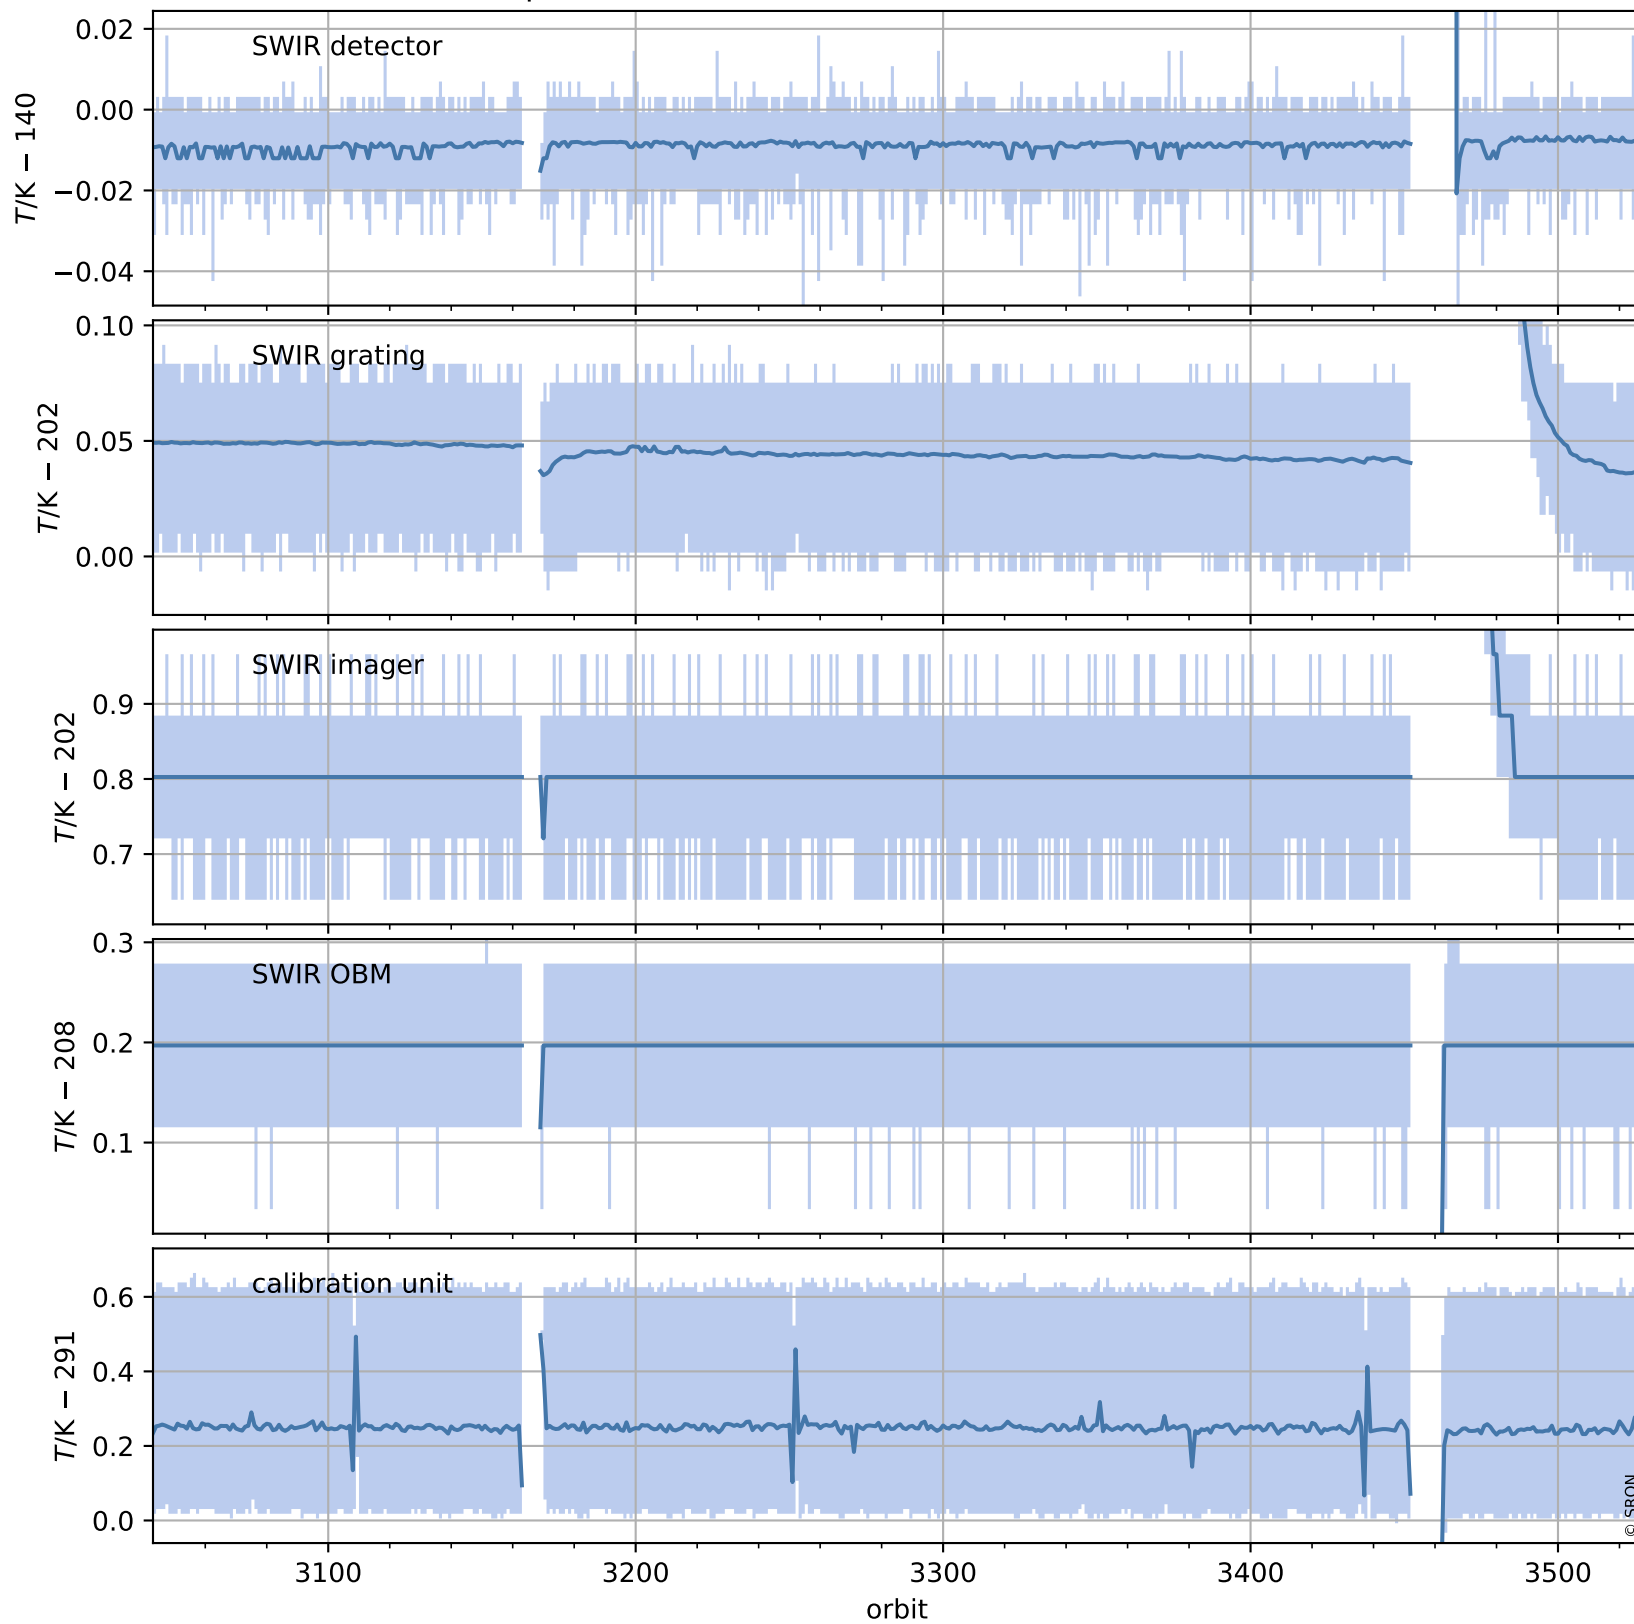 SWIR detector
0.02
0.00
−0.02
−0.04
T/K − 140
SWIR grating
0.10
0.05
0.00
T/K − 202
SWIR imager
0.9
0.8
0.7
T/K − 202
SWIR OBM
0.3
0.2
0.1
T/K − 208
calibration unit
0.6
0.4
0.2
0.0
T/K − 291
© SRON
3100 3200 3300 3400 3500
orbit